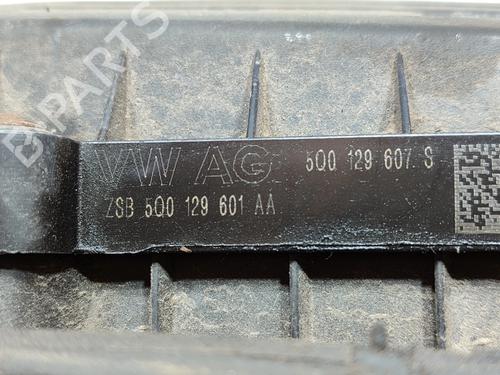 B PARTS
VW AG 5Q0 129 607 S
ZSB 5Q0 129 601 AA